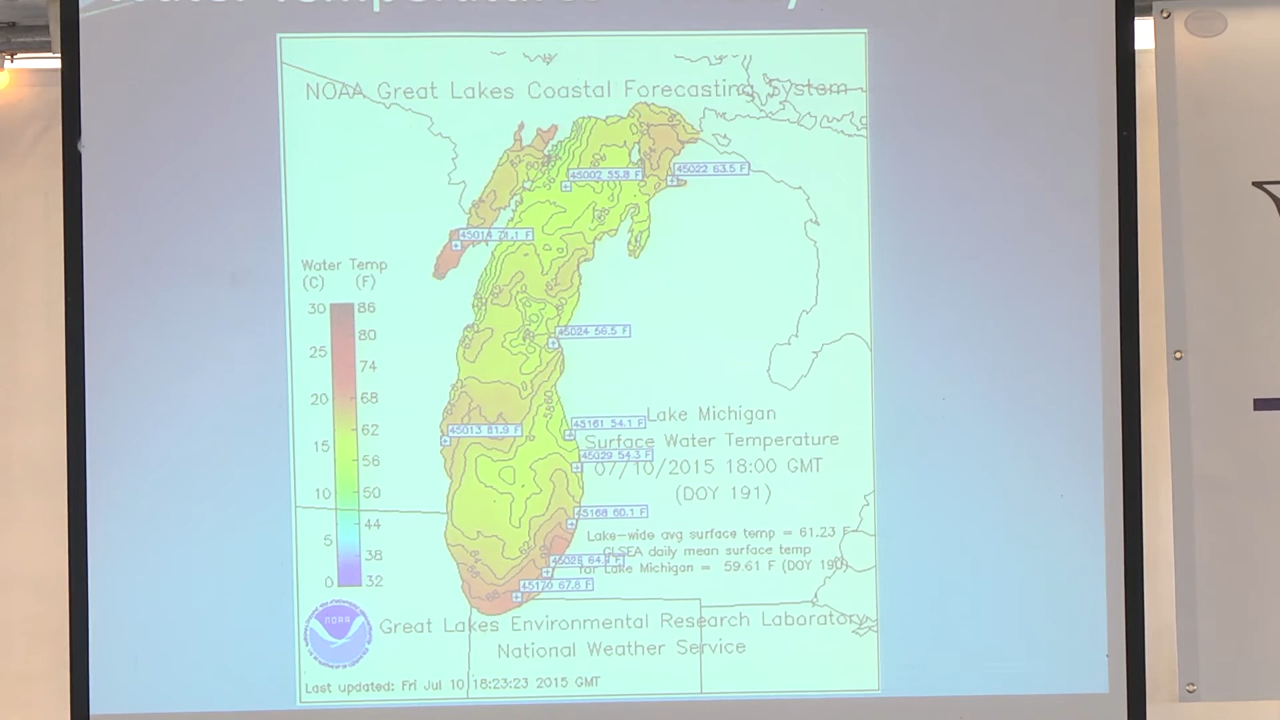 Water Temperatures
NOAA Great Lakes Coastal Forecasting System
45002 55.8 F
45022 63.5 F
45014 71.1 F
Water Temp
(C) (F)
30 86
80
25
74
20 68
62
15
56
10 50
44
5
38
0 32
45024 56.5 F
45161 54.1 F
45013 61.9 F
45029 54.3 F
Lake Michigan
Surface Water Temperature
07/10/2015 18:00 GMT
(DOY 191)
45168 60.1 F
Lake-wide avg surface temp = 61.23 F
GLSEA daily mean surface temp
for Lake Michigan = 59.61 F (DOY 190)
45170 67.8 F
NOAA
Great Lakes Environmental Research Laboratory
National Weather Service
Last updated: Fri Jul 10 18:23:23 2015 GMT